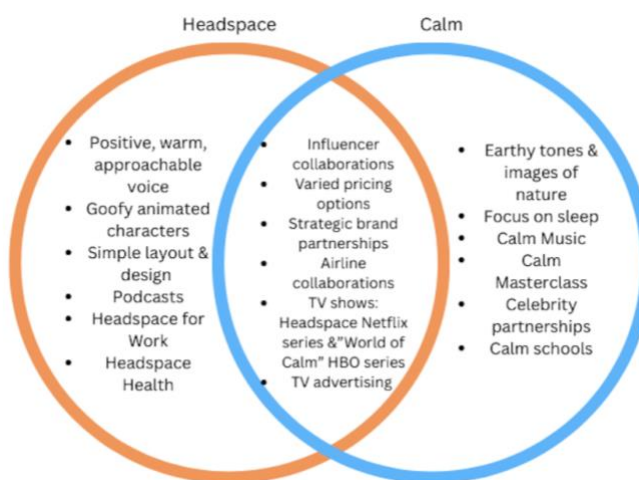 Headspace
Calm
• Positive, warm,
approachable
voice
• Goofy animated
characters
• Simple layout &
design
• Podcasts
• Headspace for
Work
• Headspace
Health
• Influencer
collaborations
• Varied pricing
options
• Strategic brand
partnerships
• Airline
collaborations
• TV shows:
Headspace Netflix
series &"World of
Calm" HBO series
• TV advertising
• Earthy tones &
images of
nature
• Focus on sleep
• Calm Music
• Calm
Masterclass
• Celebrity
partnerships
• Calm schools